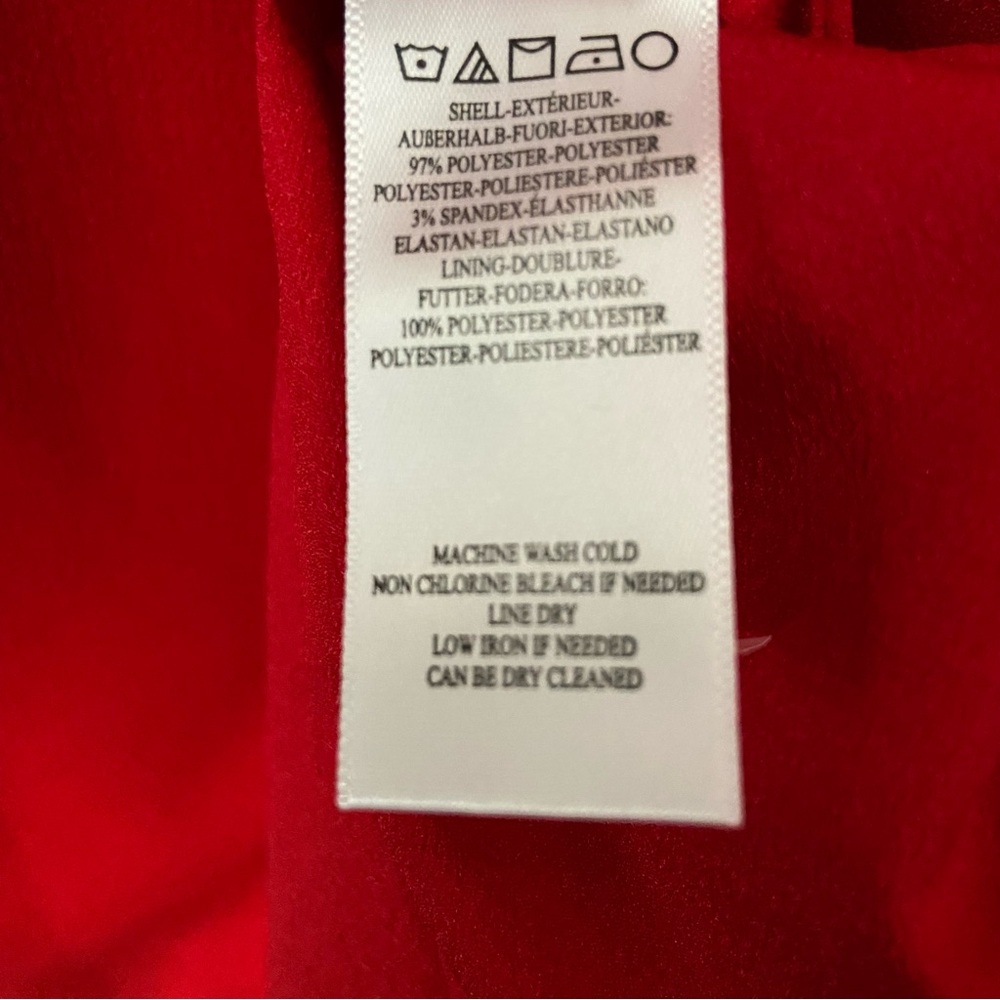 SHELL-EXTÉRIEUR-
AUßERHALB-FUORI-EXTERIOR:
97% POLYESTER-POLYESTER
POLYESTER-POLIESTERE-POLIÉSTER
3% SPANDEX-ÉLASTHANNE
ELASTAN-ELASTAN-ELASTANO
LINING-DOUBLURE-
FUTTER-FODERA-FORRO:
100% POLYESTER-POLYESTER
POLYESTER-POLIESTERE-POLIÉSTER
MACHINE WASH COLD
NON CHLORINE BLEACH IF NEEDED
LINE DRY
LOW IRON IF NEEDED
CAN BE DRY CLEANED